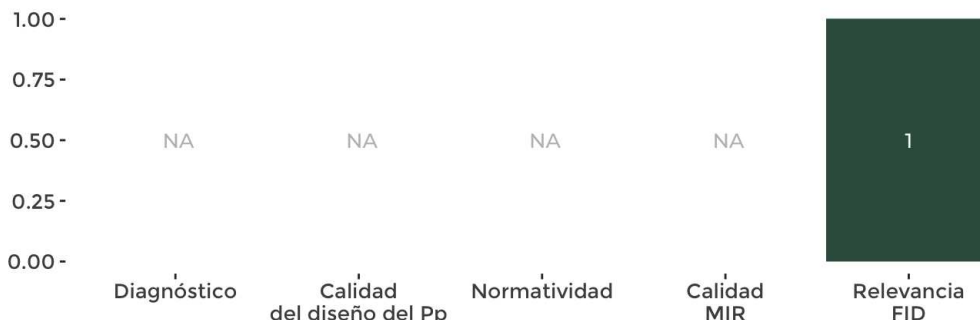 1.00
0.75
0.50
0.25
0.00
NA
NA
NA
NA
1
Diagnóstico
Calidad
del diseño del Pp
Normatividad
Calidad
MIR
Relevancia
FID